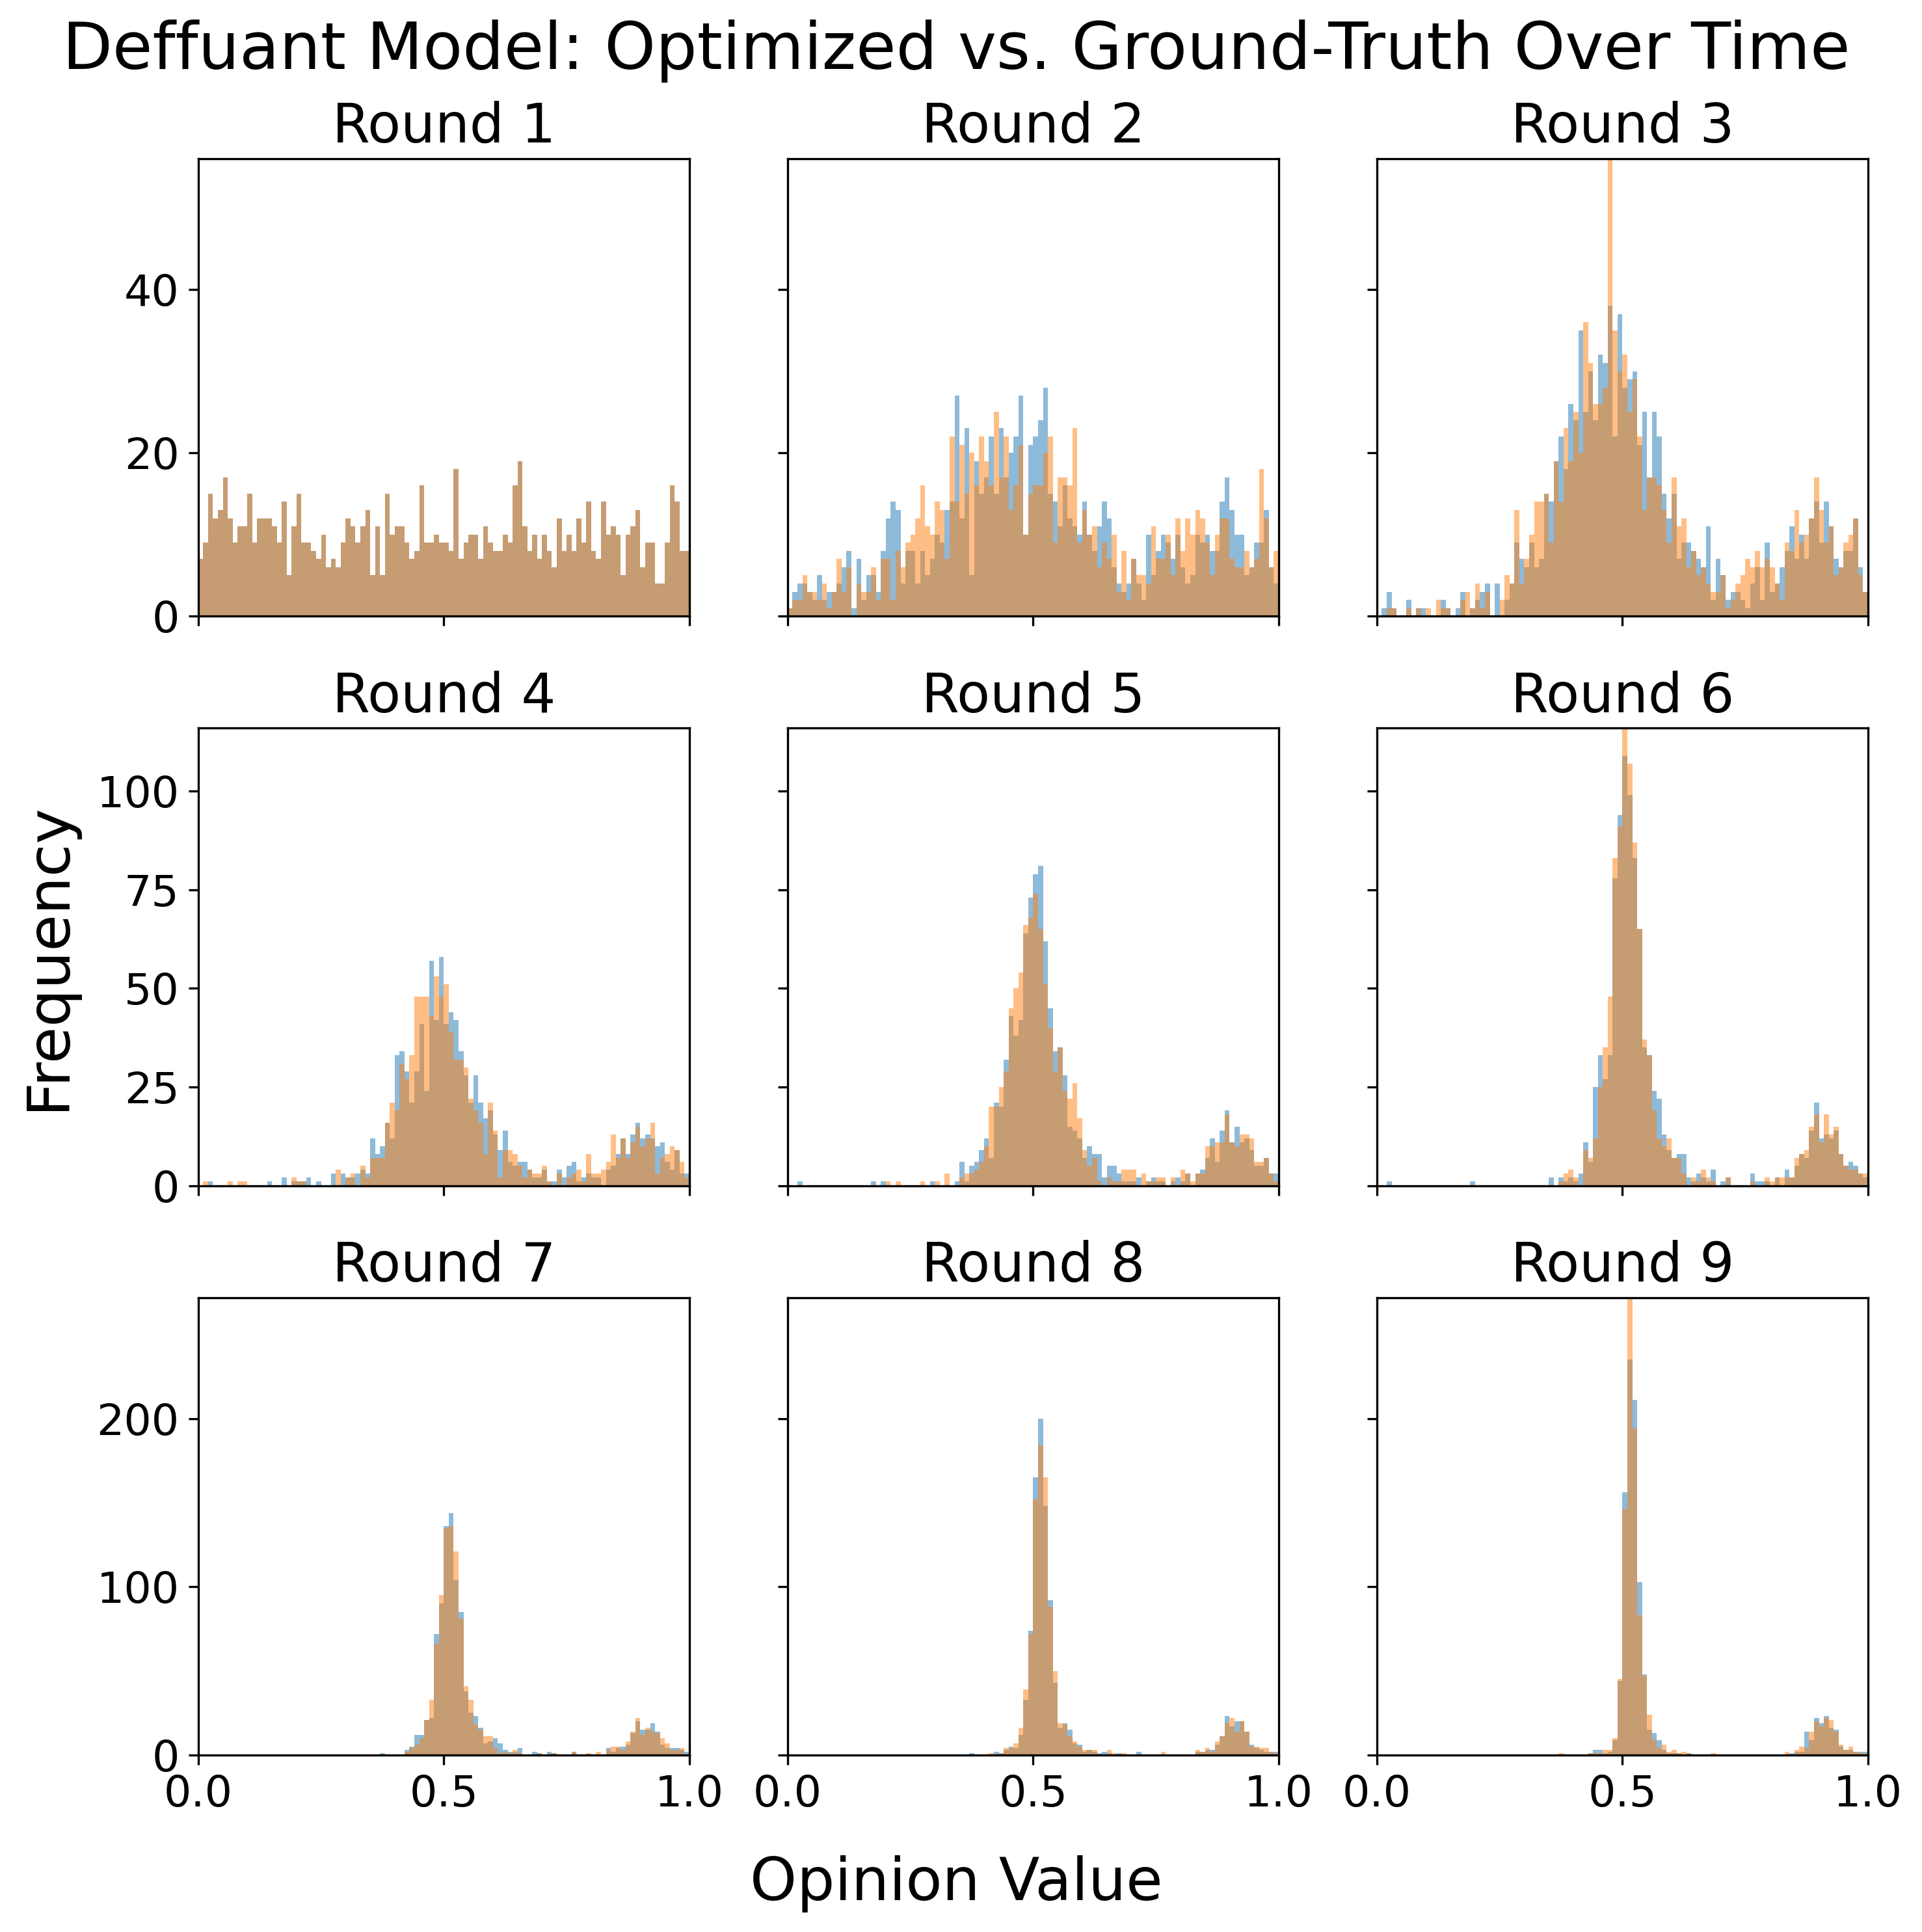 Deffuant Model: Optimized vs. Ground-Truth Over Time
Round 1
Round 2
Round 3
40
20
0
Round 4
Round 5
Round 6
100
75
50
25
0
Frequency
Round 7
Round 8
Round 9
200
100
0
0.0 0.5 1.0 0.0 0.5 1.0 0.0 0.5 1.0
Opinion Value